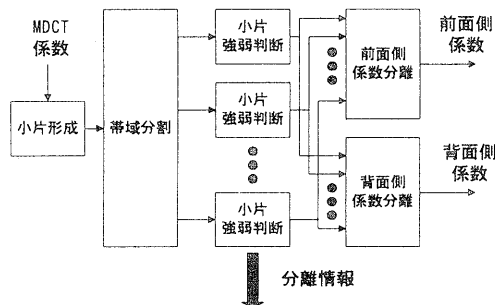 MDCT
係数
小片形成
帯域分割
小片
強弱判断
小片
強弱判断
小片
強弱判断
前面側
係数分離
背面側
係数分離
前面側
係数
背面側
係数
分離情報